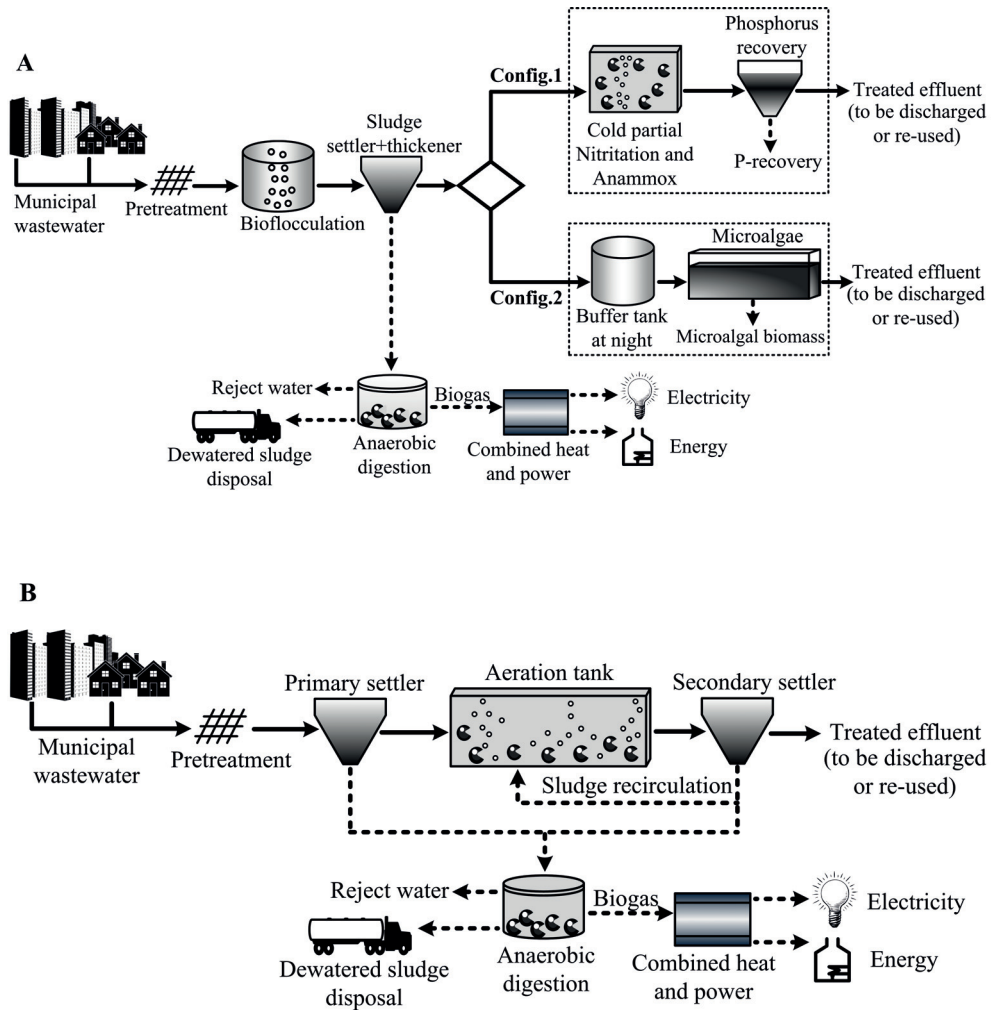 A
Municipal
wastewater
Pretreatment
Bioflocculation
Sludge
settler+thickener
Config.1
Cold partial
Nitritation and
Anammox
Phosphorus
recovery
P-recovery
Treated effluent
(to be discharged
or re-used)
Config.2
Buffer tank
at night
Microalgae
Microalgal biomass
Treated effluent
(to be discharged
or re-used)
Reject water
Dewatered sludge
disposal
Anaerobic
digestion
Biogas
Combined heat
and power
Electricity
Energy
B
Municipal
wastewater
Pretreatment
Primary settler
Aeration tank
Secondary settler
Treated effluent
(to be discharged
or re-used)
Sludge recirculation
Reject water
Dewatered sludge
disposal
Anaerobic
digestion
Biogas
Combined heat
and power
Electricity
Energy